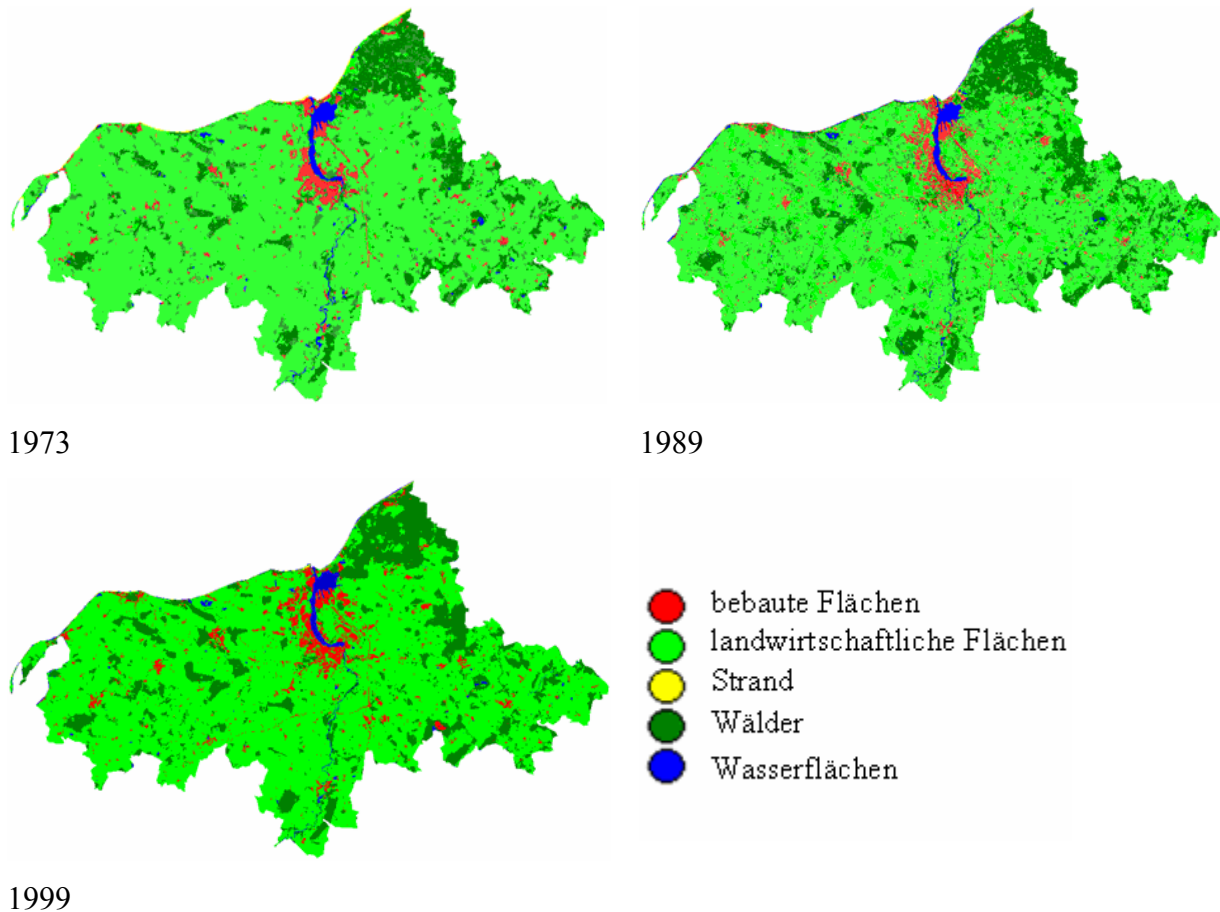 1973
1989
bebaute Flächen
landwirtschaftliche Flächen
Strand
Wälder
Wasserflächen
1999